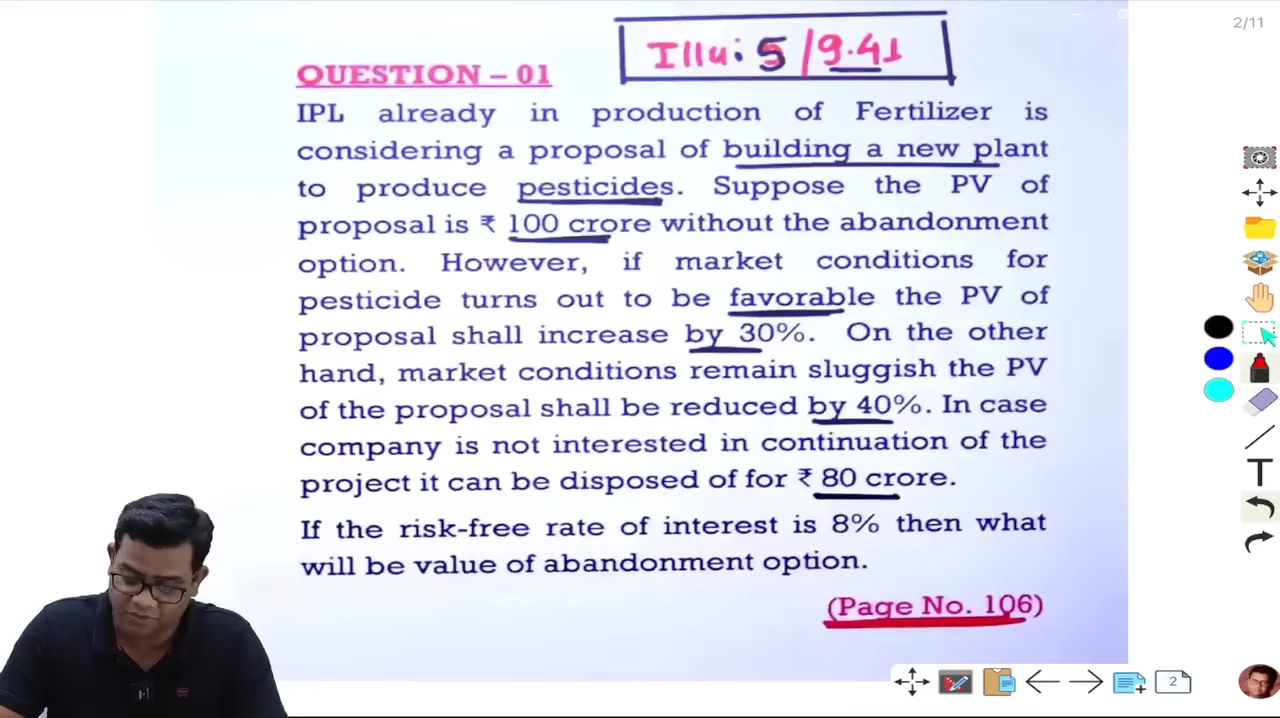 2/11
Illu: 5 / 9.41
QUESTION – 01
IPL already in production of Fertilizer is
considering a proposal of building a new plant
to produce pesticides. Suppose the PV of
proposal is ₹ 100 crore without the abandonment
option. However, if market conditions for
pesticide turns out to be favorable the PV of
proposal shall increase by 30%. On the other
hand, market conditions remain sluggish the PV
of the proposal shall be reduced by 40%. In case
company is not interested in continuation of the
project it can be disposed of for ₹ 80 crore.
If the risk-free rate of interest is 8% then what
will be value of abandonment option.
(Page No. 106)
T
2